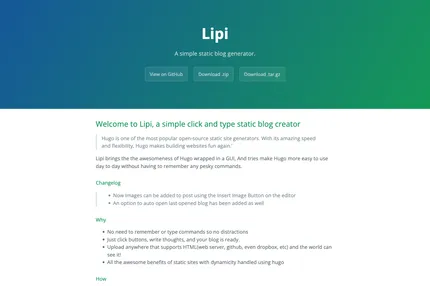 Lipi
A simple static blog generator.
View on GitHub
Download .zip
Download .tar.gz
Welcome to Lipi, a simple click and type static blog creator
Hugo is one of the most popular open-source static site generators. With its amazing speed
and flexibility, Hugo makes building websites fun again.'
Lipi brings the the awesomeness of Hugo wrapped in a GUI, And tries make Hugo more easy to use
day to day without having to remember any pesky commands.
Changelog
Now Images can be added to post using the Insert Image Button on the editor
An option to auto open last opened blog has been added as well
Why
No need to remember or type commands so no distractions
Just click buttons, write thoughts, and your blog is ready.
Upload anywhere that supports HTML(web server, github, even dropbox, etc) and the world can
see it!
All the awesome benefits of static sites with dynamicity handled using hugo
How